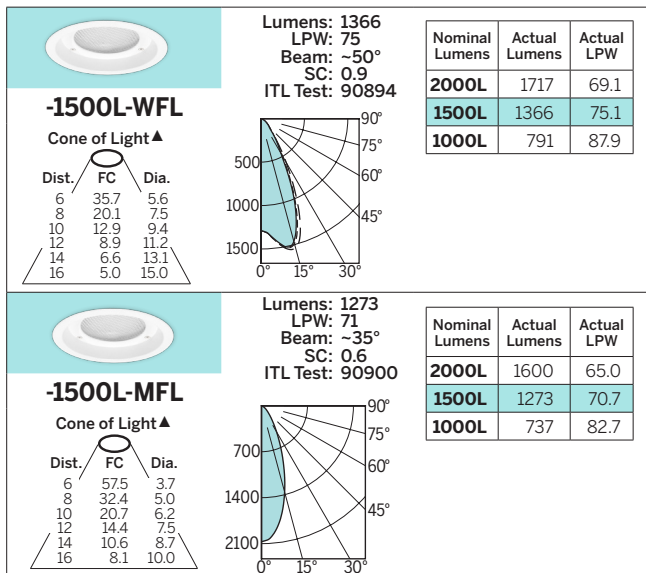 Lumens: 1366
LPW: 75
Beam: ~50°
SC: 0.9
ITL Test: 90894
-1500L-WFL
Cone of Light▲
Dist. FC Dia.
6 35.7 5.6
8 20.1 7.5
10 12.9 9.4
12 8.9 11.2
14 6.6 13.1
16 5.0 15.0
90°
75°
60°
45°
500
1000
1500
0° 15° 30°
Nominal Lumens Actual Lumens Actual LPW
2000L 1717 69.1
1500L 1366 75.1
1000L 791 87.9
Lumens: 1273
LPW: 71
Beam: ~35°
SC: 0.6
ITL Test: 90900
-1500L-MFL
Cone of Light▲
Dist. FC Dia.
6 57.5 3.7
8 32.4 5.0
10 20.7 6.2
12 14.4 7.5
14 10.6 8.7
16 8.1 10.0
90°
75°
60°
45°
700
1400
2100
0° 15° 30°
Nominal Lumens Actual Lumens Actual LPW
2000L 1600 65.0
1500L 1273 70.7
1000L 737 82.7